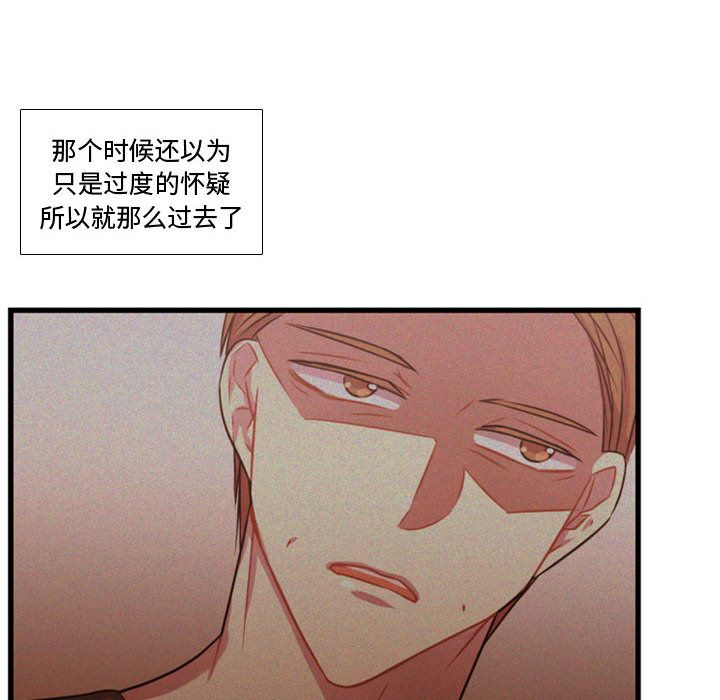 那个时候还以为
只是过度的怀疑
所以就那么过去了